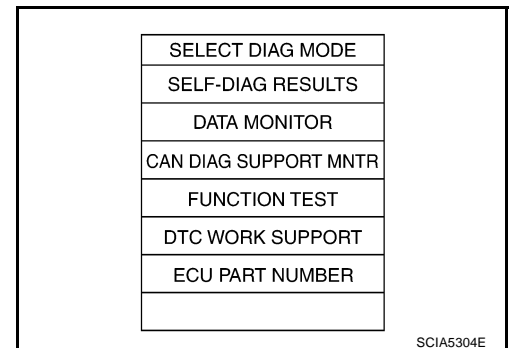 SELECT DIAG MODE
SELF-DIAG RESULTS
DATA MONITOR
CAN DIAG SUPPORT MNTR
FUNCTION TEST
DTC WORK SUPPORT
ECU PART NUMBER
SCIA5304E